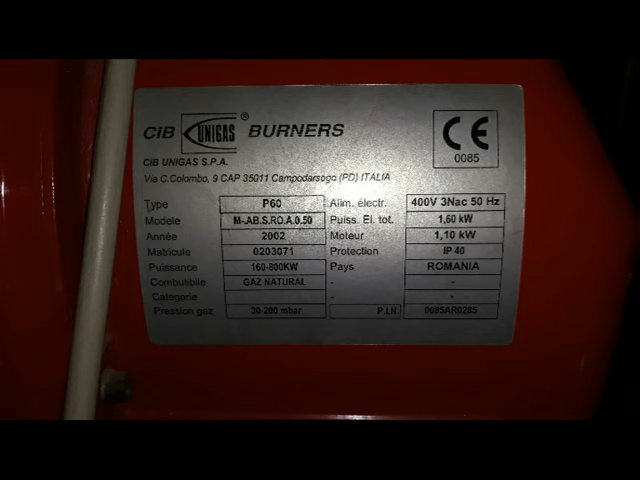 CIB UNIGAS ® BURNERS
CE
0085
CIB UNIGAS S.P.A.
Via C.Colombo, 9 CAP 35011 Campodarsego (PD) ITALIA
Type P60 Alim. électr. 400V 3Nac 50 Hz
Modele M-.AB.S.RO.A.0.50 Puiss. El. tot. 1,60 kW
Année 2002 Moteur 1,10 kW
Matricule 0203071 Protection IP 40
Puissance 160-800KW Pays ROMANIA
Combutibile GAZ NATURAL - -
Categorie - - -
Pression gaz 30-200 mbar P.I.N. 0085AR0285